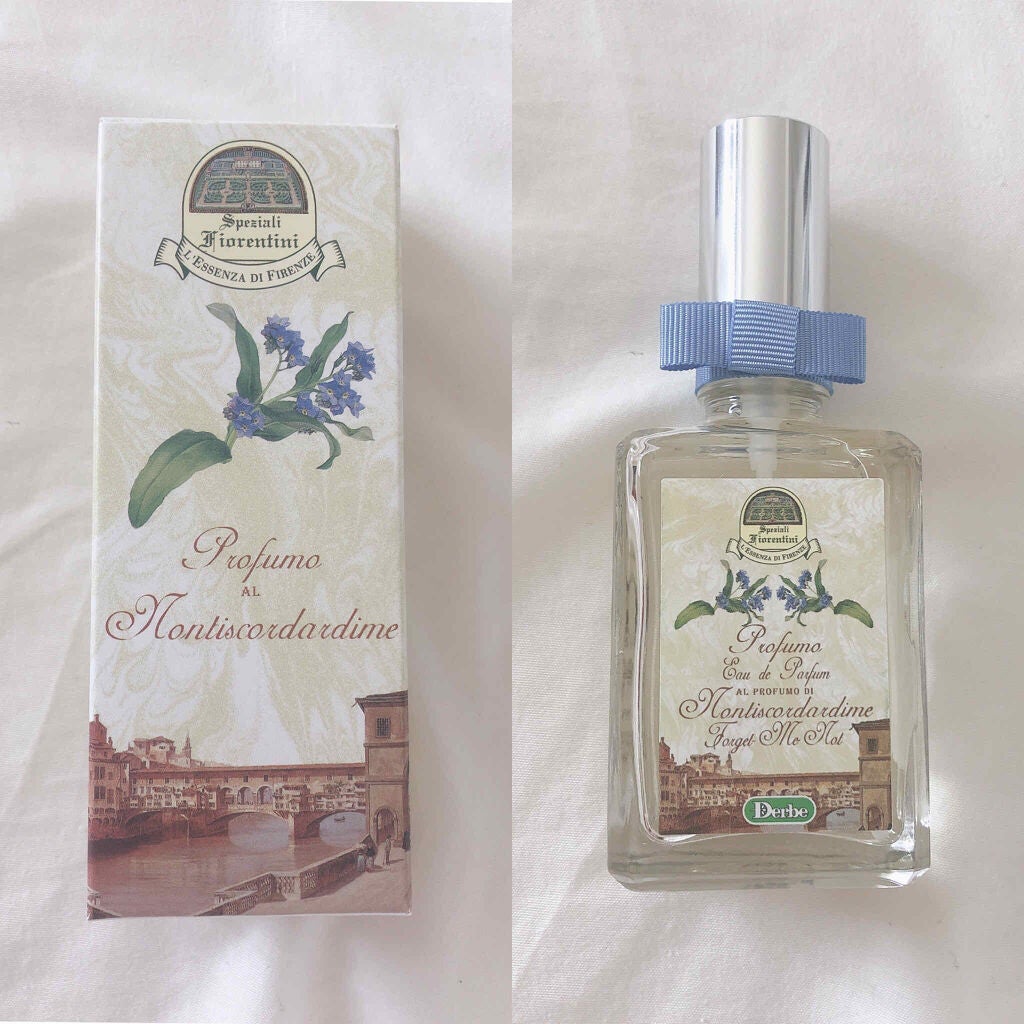 Speziali
Fiorentini
L'ESSENZA DI FIRENZE
Profumo
AL
Nontiscordardime
Speziali
Fiorentini
L'ESSENZA DI FIRENZE
Profumo
Eau de Parfum
AL PROFUMO DI
Nontiscordardime
Forget-Me Not
Derbe